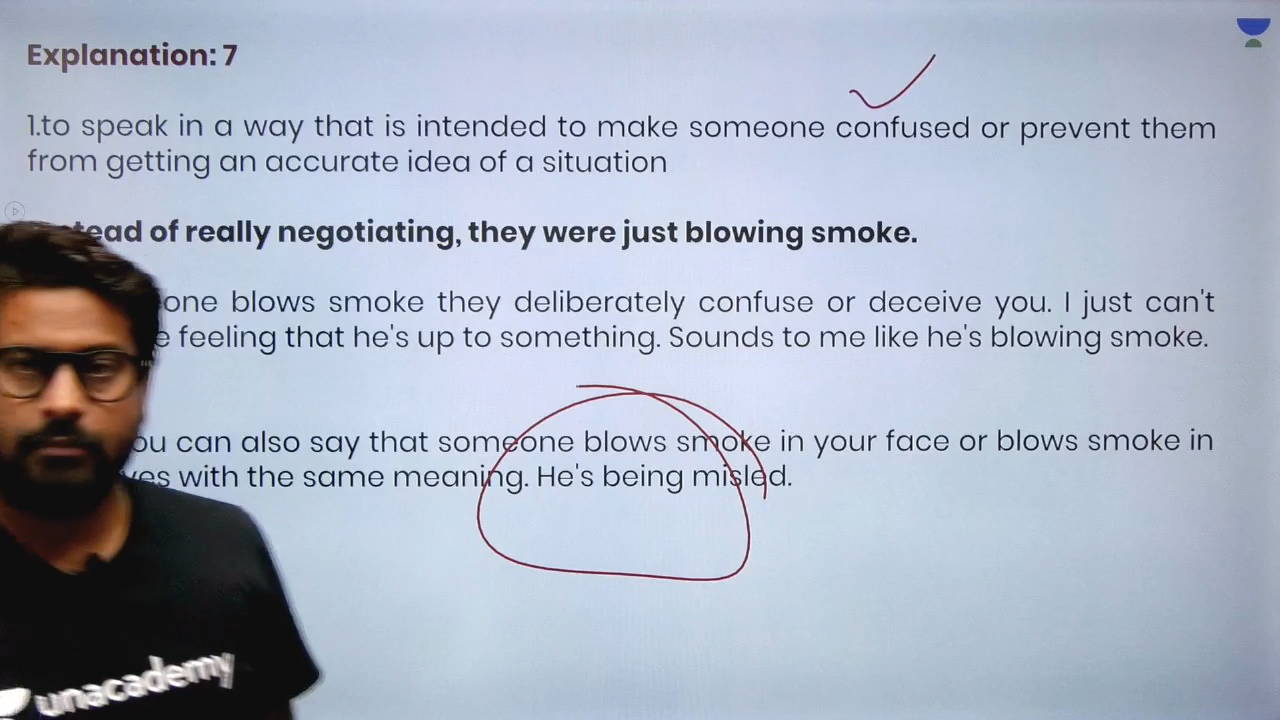 Explanation: 7
1.to speak in a way that is intended to make someone confused or prevent them
from getting an accurate idea of a situation
of really negotiating, they were just blowing smoke.
blows smoke they deliberately confuse or deceive you. I just can't
feeling that he's up to something. Sounds to me like he's blowing smoke.
can also say that someone blows smoke in your face or blows smoke in
with the same meaning. He's being misled.
unacademy